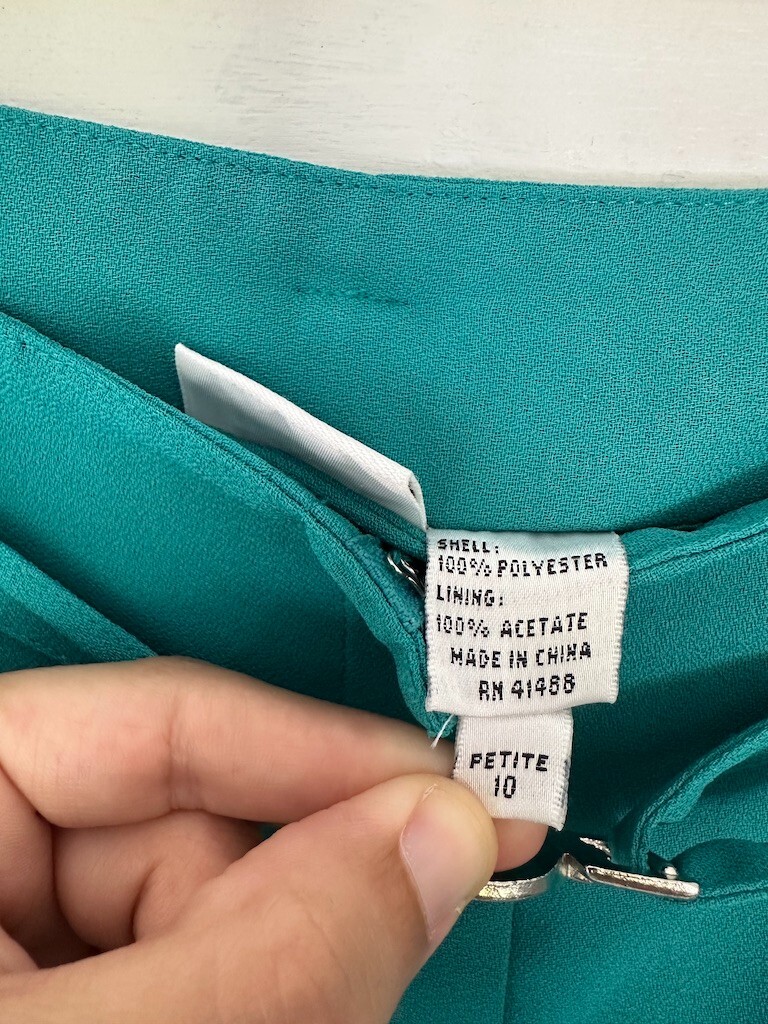 SHELL:
100% POLYESTER
LINING:
100% ACETATE
MADE IN CHINA
RN 41488
PETITE
10